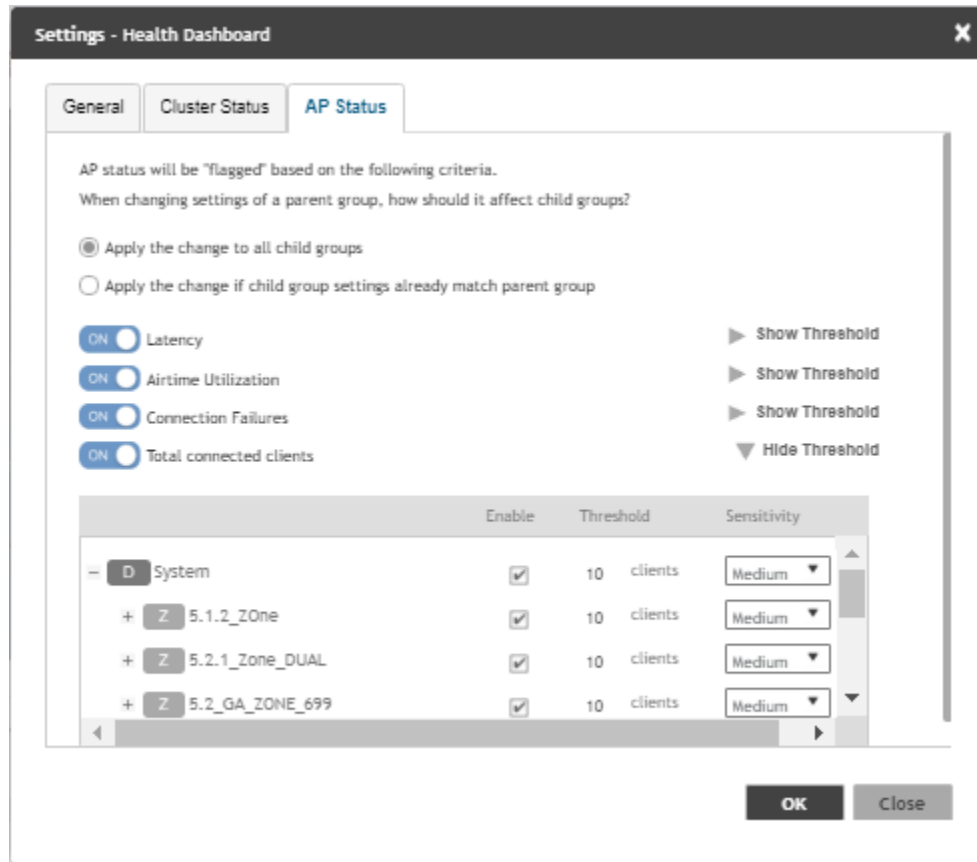 Settings - Health Dashboard
General Cluster Status AP Status
AP status will be "flagged" based on the following criteria.
When changing settings of a parent group, how should it affect child groups?
Apply the change to all child groups
Apply the change if child group settings already match parent group
ON Latency Show Threshold
ON Airtime Utilization Show Threshold
ON Connection Failures Show Threshold
ON Total connected clients Hide Threshold
Enable Threshold Sensitivity
D System 10 clients Medium
Z 5.1.2_ZOne 10 clients Medium
Z 5.2.1_Zone_DUAL 10 clients Medium
Z 5.2_GA_ZONE_699 10 clients Medium
OK Close